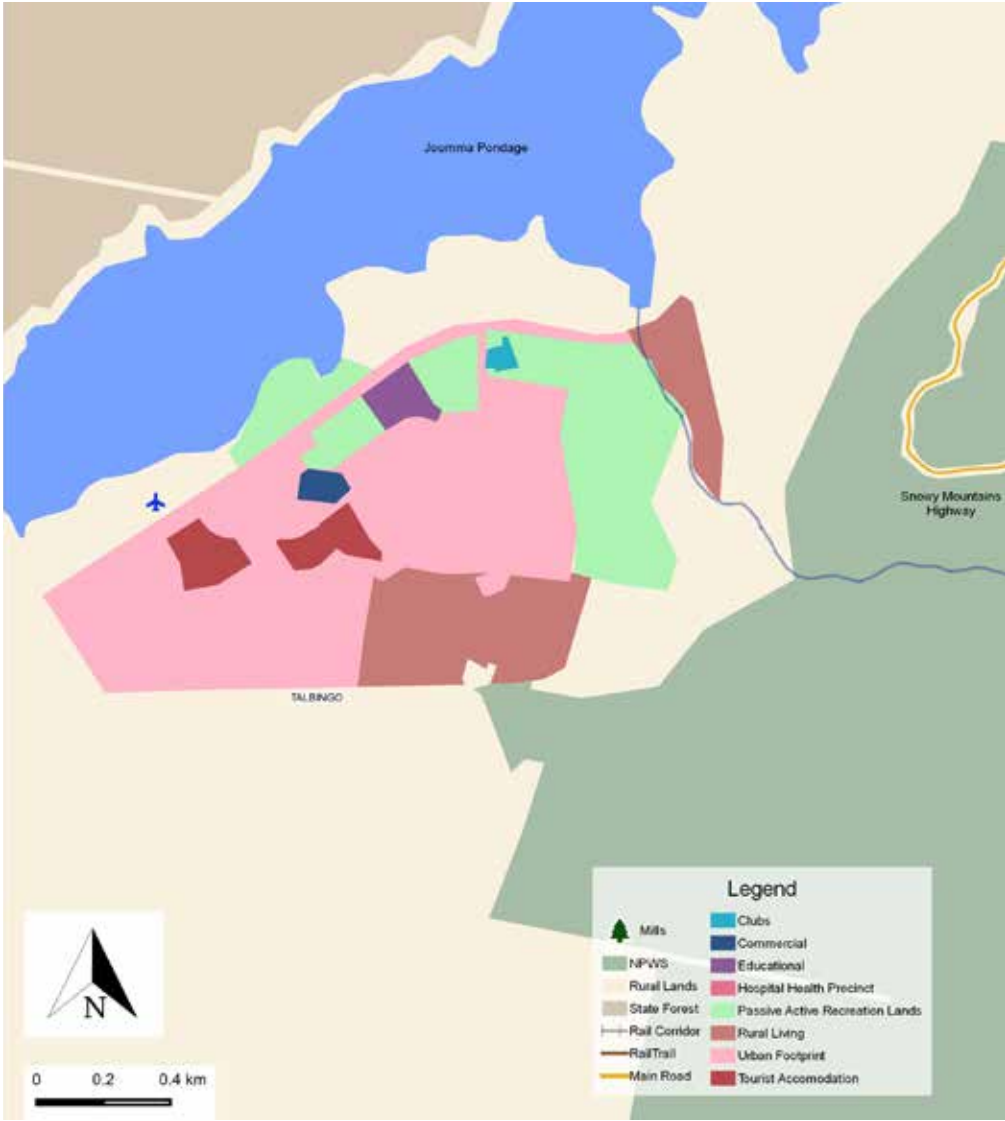 Joumma Pondage
Snowy Mountains
Highway
TALBINGO
Legend
Mills
NPWS
Rural Lands
State Forest
Rail Corridor
RailTrail
Main Road
Clubs
Commercial
Educational
Hospital Health Precinct
Passive Active Recreation Lands
Rural Living
Urban Footprint
Tourist Accomodation
N
0 0.2 0.4 km